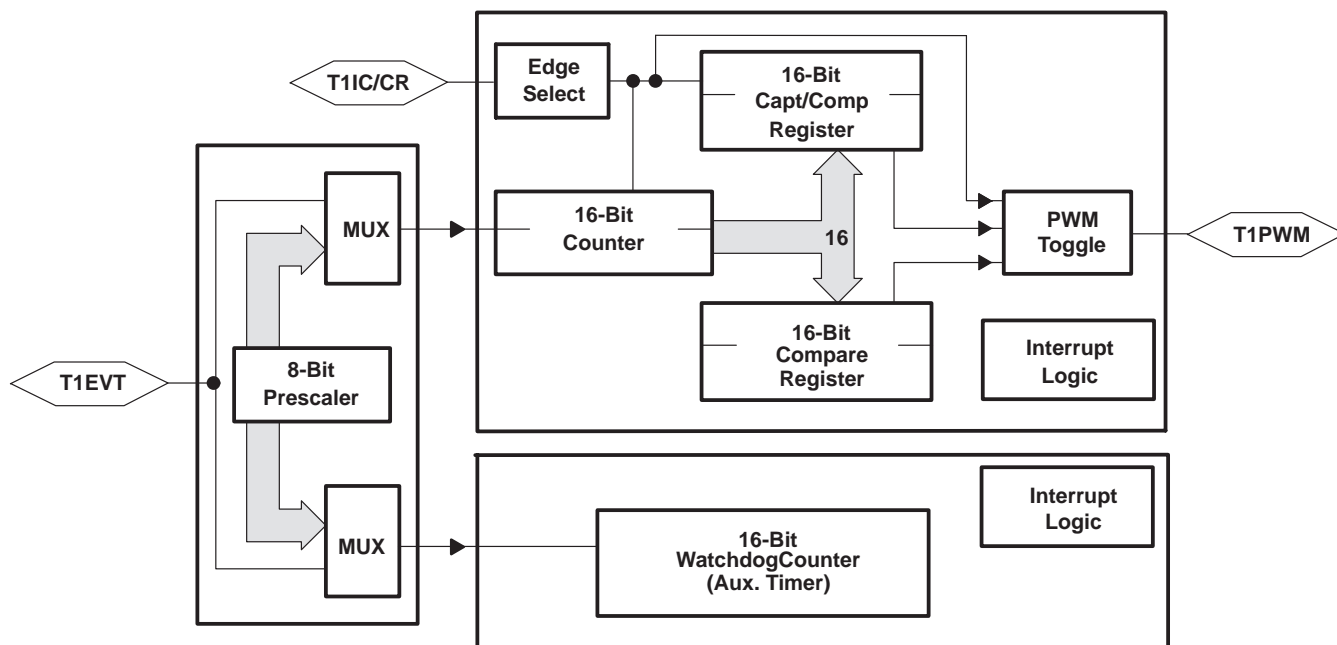 T1IC/CR
Edge
Select
16-Bit
Capt/Comp
Register
MUX
16-Bit
Counter
16
PWM
Toggle
T1PWM
T1EVT
8-Bit
Prescaler
16-Bit
Compare
Register
Interrupt
Logic
MUX
16-Bit
WatchdogCounter
(Aux. Timer)
Interrupt
Logic